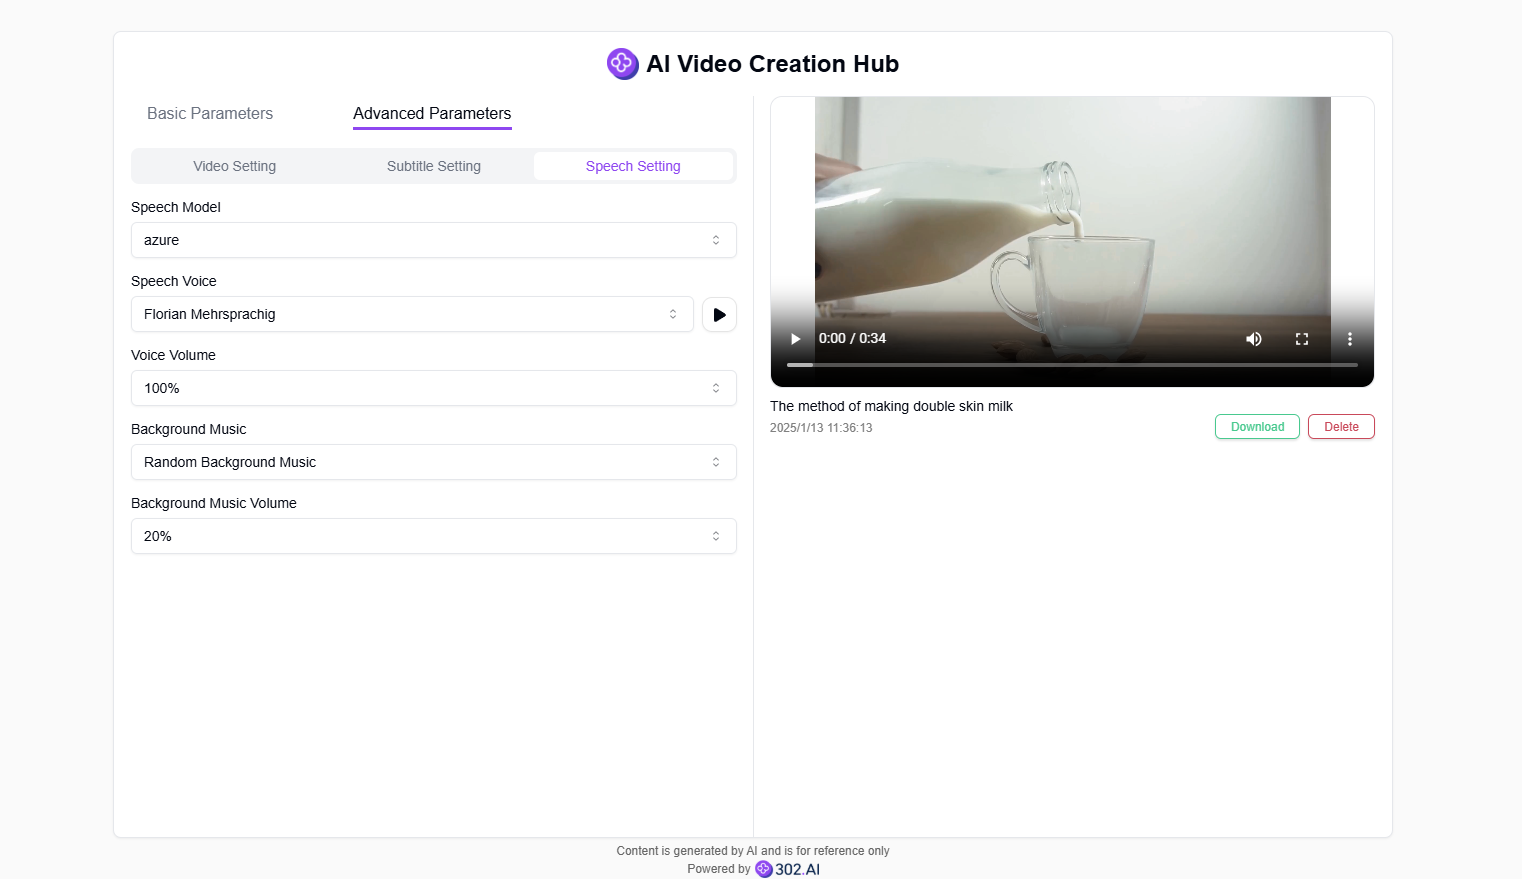 AI Video Creation Hub
Basic Parameters
Advanced Parameters
Video Setting
Subtitle Setting
Speech Setting
Speech Model
azure
Speech Voice
Florian Mehrsprachig
Voice Volume
100%
Background Music
Random Background Music
Background Music Volume
20%
0:00 / 0:34
The method of making double skin milk
2025/1/13 11:36:13
Download
Delete
Content is generated by AI and is for reference only
Powered by 302.AI